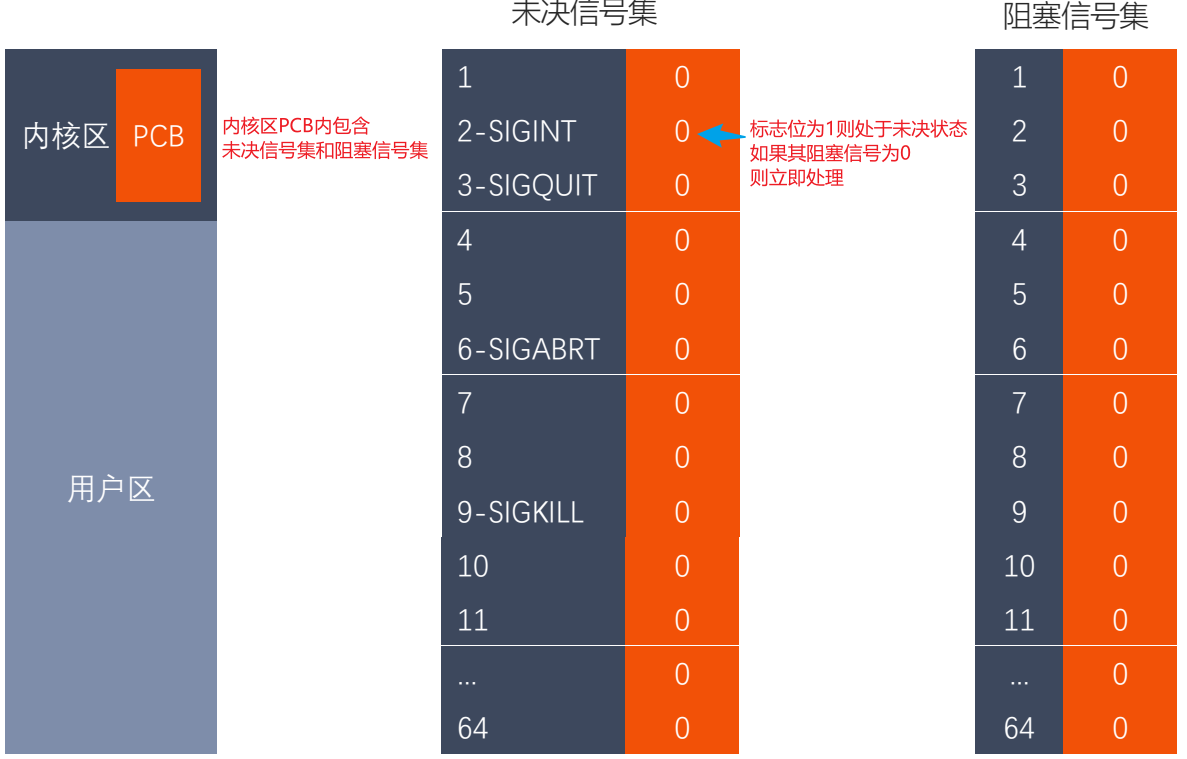 未决信号集
阻塞信号集
内核区
PCB
内核区PCB内包含
未决信号集和阻塞信号集
用户区
1 0
2-SIGINT 0
3-SIGQUIT 0
4 0
5 0
6-SIGABRT 0
7 0
8 0
9-SIGKILL 0
10 0
11 0
... 0
64 0
标志位为1则处于未决状态
如果其阻塞信号为0
则立即处理
1 0
2 0
3 0
4 0
5 0
6 0
7 0
8 0
9 0
10 0
11 0
... 0
64 0